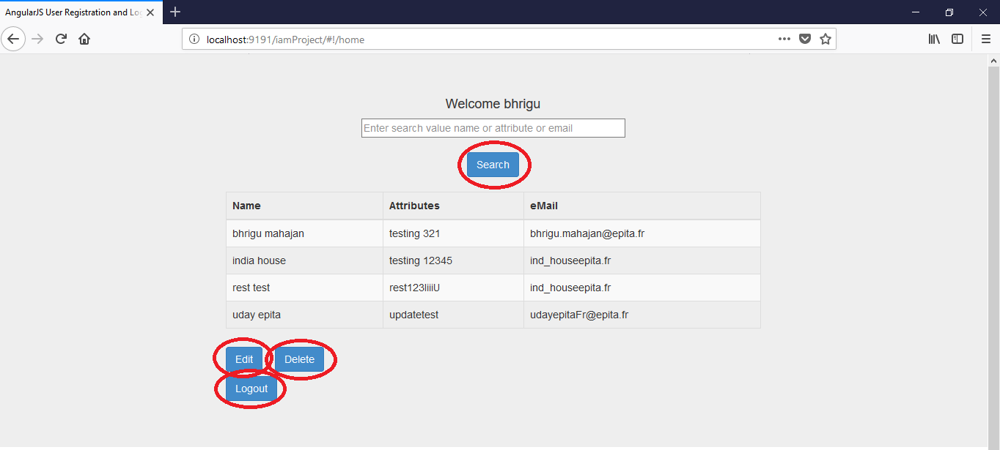 AngularJS User Registration and Lo
localhost:9191/iamProject/#!/home
Welcome bhrigu
Enter search value name or attribute or email
Search
Name Attributes eMail
bhrigu mahajan testing 321 bhrigu.mahajan@epita.fr
india house testing 12345 ind_houseepita.fr
rest test rest123liiiU ind_houseepita.fr
uday epita updatetest udayepitaFr@epita.fr
Edit Delete
Logout